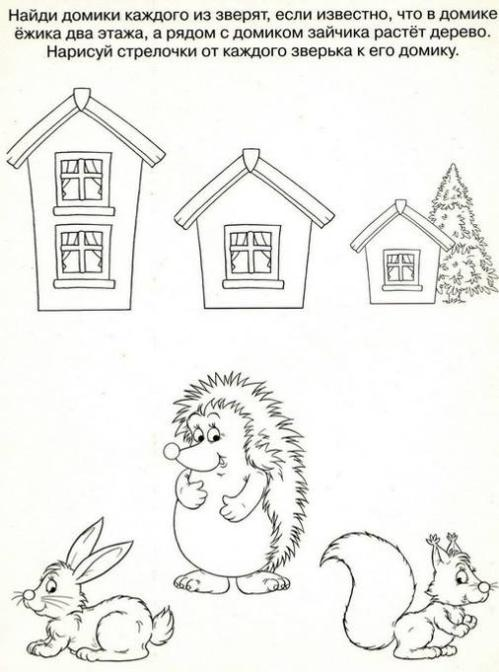 Найди домики каждого из зверят, если известно, что в домике
ёжика два этажа, а рядом с домиком зайчика растёт дерево.
Нарисуй стрелочки от каждого зверька к его домику.